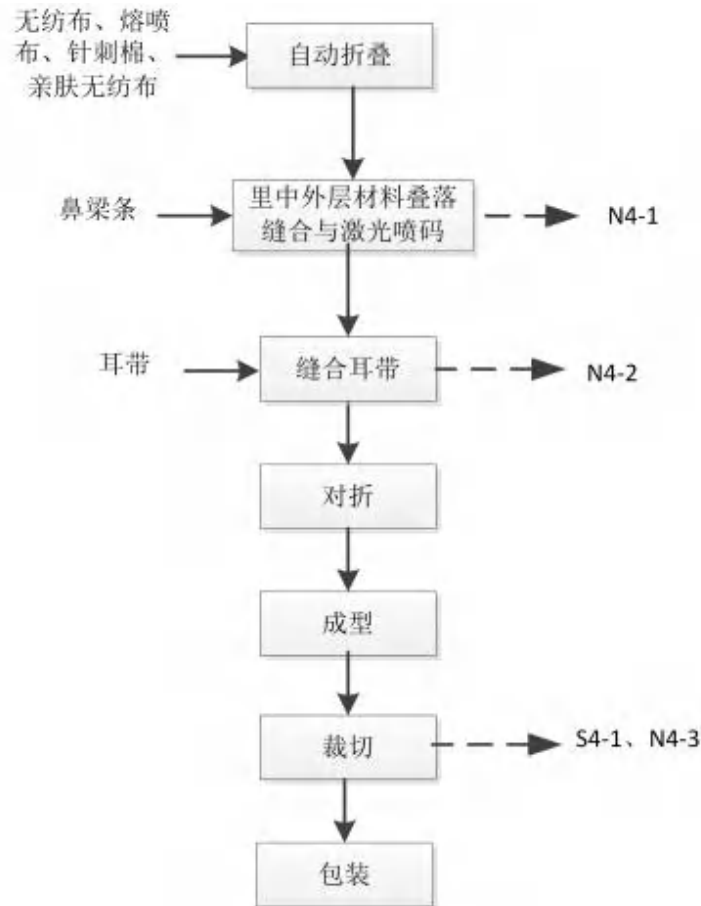 无纺布、熔喷
布、针刺棉、
亲肤无纺布
自动折叠
鼻梁条
里中外层材料叠落
缝合与激光喷码
N4-1
耳带
缝合耳带
N4-2
对折
成型
裁切
S4-1、N4-3
包装